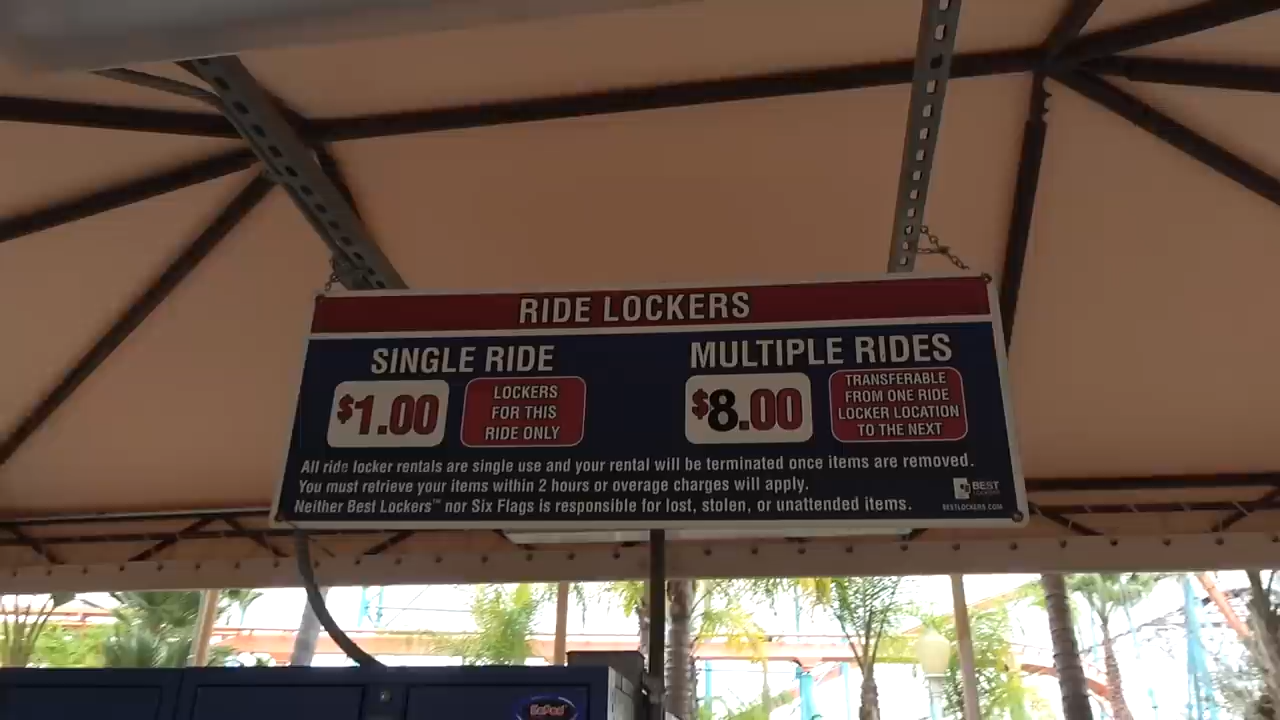 RIDE LOCKERS
SINGLE RIDE
$1.00
LOCKERS
FOR THIS
RIDE ONLY
MULTIPLE RIDES
$8.00
TRANSFERABLE
FROM ONE RIDE
LOCKER LOCATION
TO THE NEXT
All ride locker rentals are single use and your rental will be terminated once items are removed.
You must retrieve your items within 2 hours or overage charges will apply.
Neither Best Lockers™ nor Six Flags is responsible for lost, stolen, or unattended items.
BEST
LOCKERS
BESTLOCKERS.COM